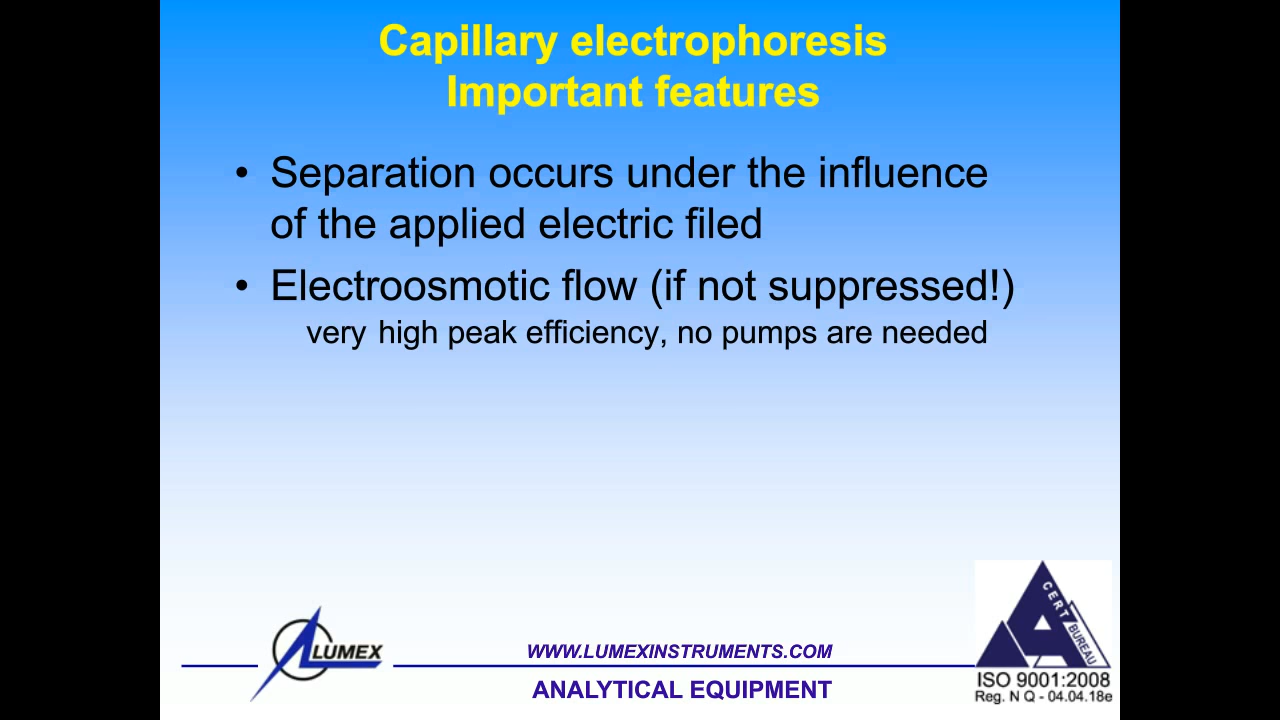 Capillary electrophoresis
Important features
• Separation occurs under the influence
of the applied electric filed
• Electroosmotic flow (if not suppressed!)
very high peak efficiency, no pumps are needed
LUMEX
WWW.LUMEXINSTRUMENTS.COM
ANALYTICAL EQUIPMENT
CERT
BUREAU
ISO 9001:2008
Reg. N Q - 04.04.18e